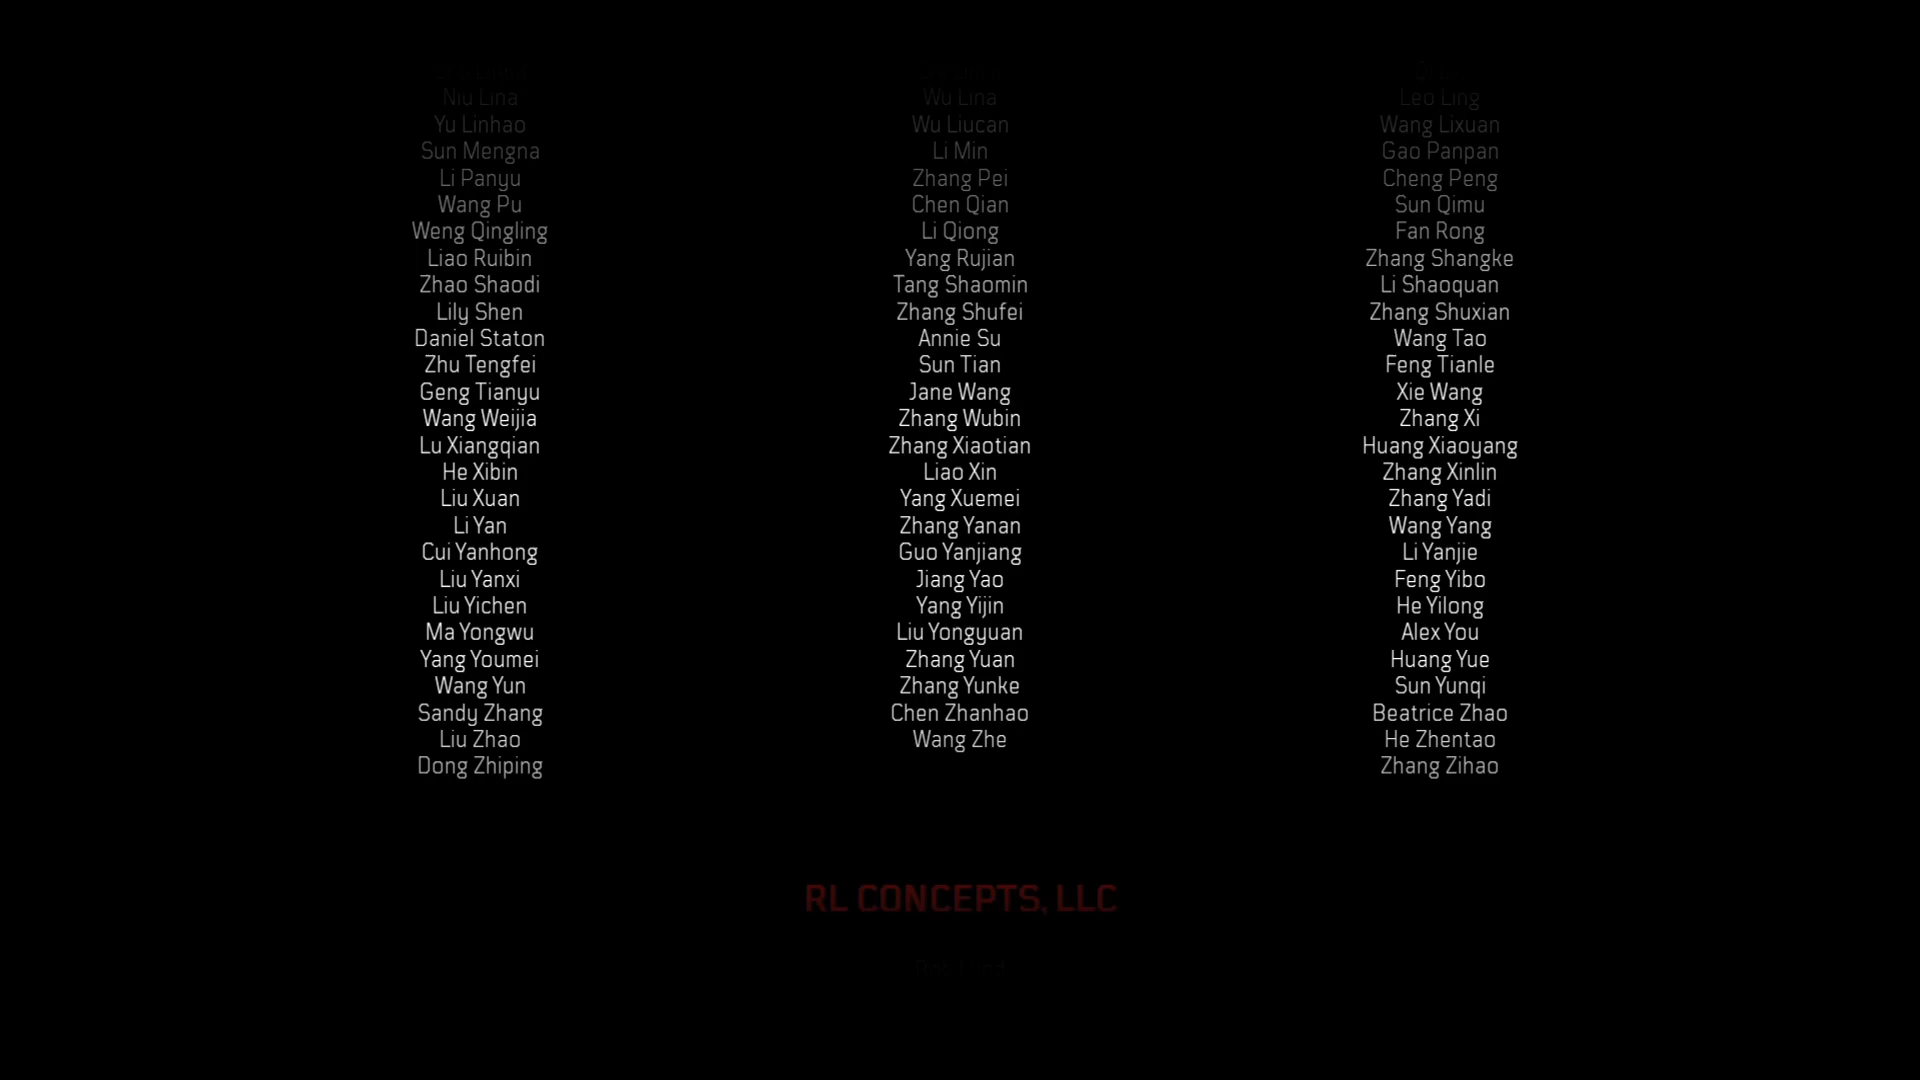 Niu Lina Wu Lina Leo Ling
Yu Linhao Wu Liucan Wang Lixuan
Sun Mengna Li Min Gao Panpan
Li Panyu Zhang Pei Cheng Peng
Wang Pu Chen Qian Sun Qimu
Weng Qingling Li Qiong Fan Rong
Liao Ruibin Yang Rujian Zhang Shangke
Zhao Shaodi Tang Shaomin Li Shaoquan
Lily Shen Zhang Shufei Zhang Shuxian
Daniel Staton Annie Su Wang Tao
Zhu Tengfei Sun Tian Feng Tianle
Geng Tianyu Jane Wang Xie Wang
Wang Weijia Zhang Wubin Zhang Xi
Lu Xiangqian Zhang Xiaotian Huang Xiaoyang
He Xibin Liao Xin Zhang Xinlin
Liu Xuan Yang Xuemei Zhang Yadi
Li Yan Zhang Yanan Wang Yang
Cui Yanhong Guo Yanjiang Li Yanjie
Liu Yanxi Jiang Yao Feng Yibo
Liu Yichen Yang Yijin He Yilong
Ma Yongwu Liu Yongyuan Alex You
Yang Youmei Zhang Yuan Huang Yue
Wang Yun Zhang Yunke Sun Yunqi
Sandy Zhang Chen Zhanhao Beatrice Zhao
Liu Zhao Wang Zhe He Zhentao
Dong Zhiping Zhang Zihao
RL CONCEPTS, LLC